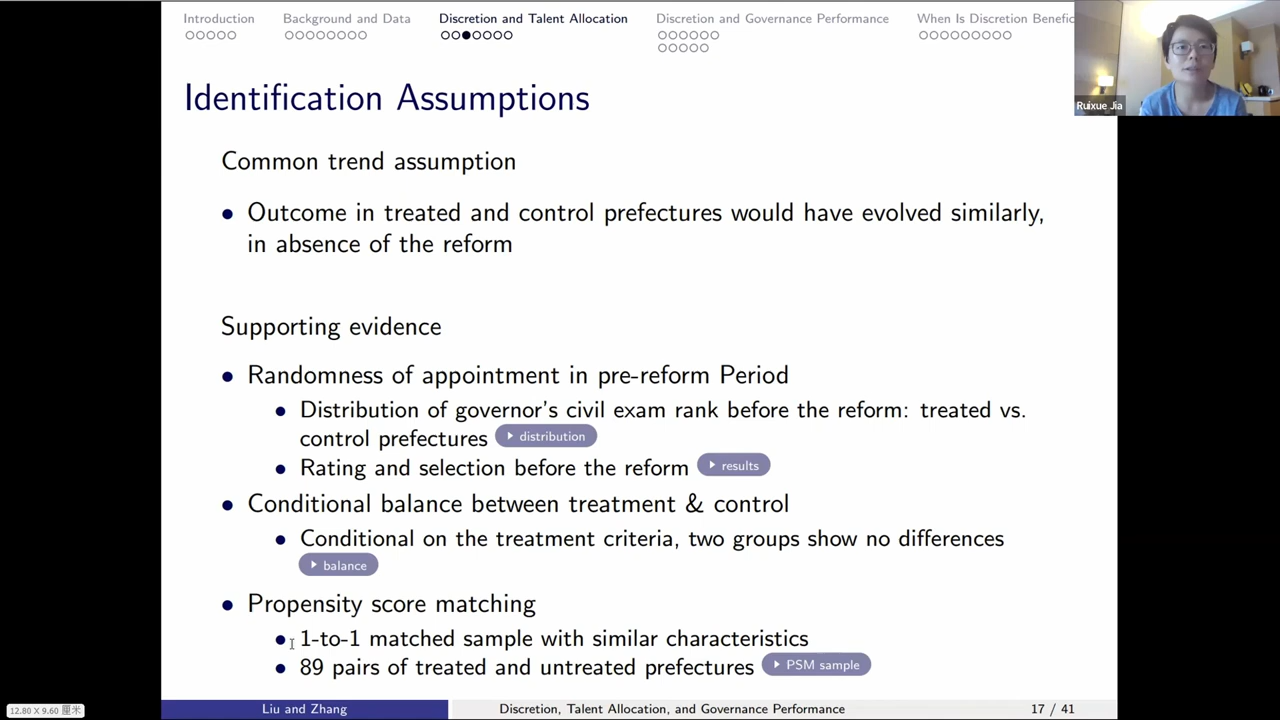 Introduction
Background and Data
Discretion and Talent Allocation
Discretion and Governance Performance
When Is Discretion Benefic
Ruixue Jia
Identification Assumptions
Common trend assumption
Outcome in treated and control prefectures would have evolved similarly,
in absence of the reform
Supporting evidence
Randomness of appointment in pre-reform Period
Distribution of governor's civil exam rank before the reform: treated vs.
control prefectures distribution
Rating and selection before the reform results
Conditional balance between treatment & control
Conditional on the treatment criteria, two groups show no differences
balance
Propensity score matching
1-to-1 matched sample with similar characteristics
89 pairs of treated and untreated prefectures PSM sample
12.80 X 9.60 厘米
Liu and Zhang
Discretion, Talent Allocation, and Governance Performance
17 / 41